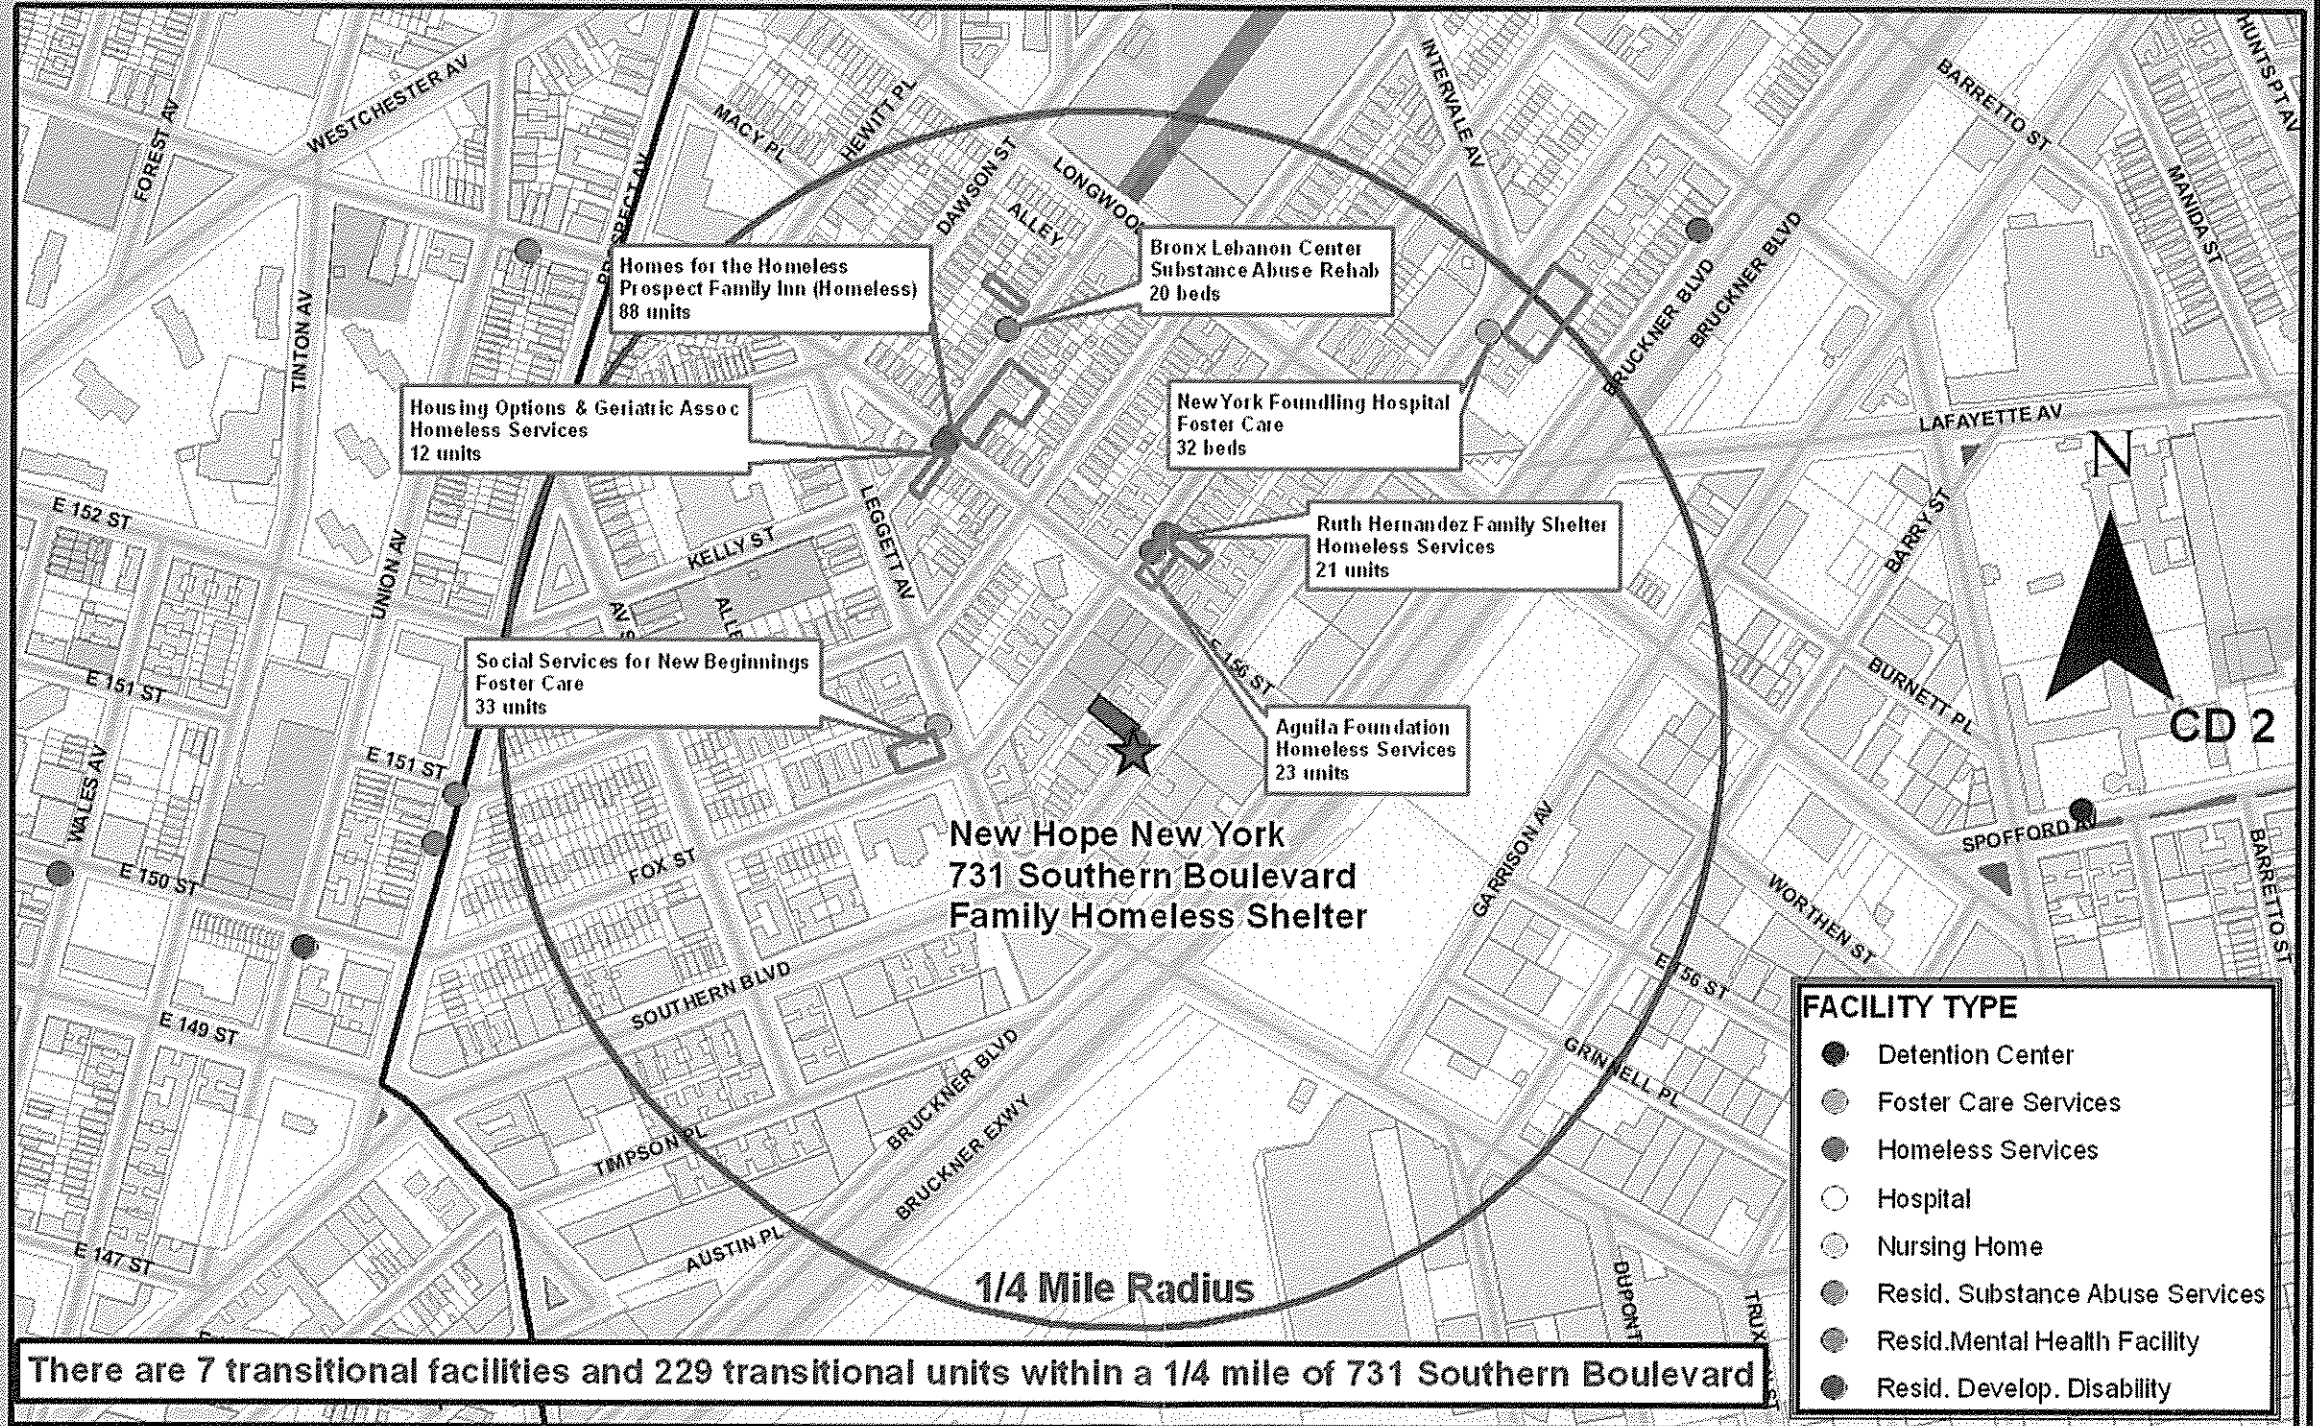 HUNTS PT AV
INTERVALE AV
BARRETTO ST
WESTCHESTER AV
FOREST AV
MACY PL
HEWITT PL
DAWSON ST
ALLEY
MANIDA ST
BRUCKNER BLVD
BRUCKNER BLVD
TINTON AV
Homes for the Homeless
Prospect Family Inn (Homeless)
88 units
Bronx Lebanon Center
Substance Abuse Rehab
20 beds
Housing Options & Geriatric Assoc
Homeless Services
12 units
New York Foundling Hospital
Foster Care
32 beds
LAFAYETTE AV
N
E 152 ST
UNION AV
KELLY ST
LEGGETT AV
BARRY ST
Ruth Hernandez Family Shelter
Homeless Services
21 units
Social Services for New Beginnings
Foster Care
33 units
E 156 ST
BURNETT PL
CD 2
Aguila Foundation
Homeless Services
23 units
E 151 ST
E 151 ST
WALES AV
E 150 ST
FOX ST
New Hope New York
731 Southern Boulevard
Family Homeless Shelter
GARRISON AV
SPOFFORD AV
WORTHEN ST
BARRETTO ST
E 156 ST
SOUTHERN BLVD
E 149 ST
GRINNELL PL
TIMPSON PL
BRUCKNER BLVD
BRUCKNER EXWY
AUSTIN PL
E 147 ST
DUPONT
1/4 Mile Radius
FACILITY TYPE
Detention Center
Foster Care Services
Homeless Services
Hospital
Nursing Home
Resid. Substance Abuse Services
Resid.Mental Health Facility
Resid. Develop. Disability
There are 7 transitional facilities and 229 transitional units within a 1/4 mile of 731 Southern Boulevard